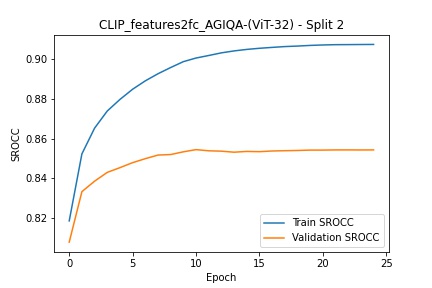 CLIP_features2fc_AGIQA-(ViT-32) - Split 2
SROCC
0.90
0.88
0.86
0.84
0.82
Train SROCC
Validation SROCC
0
5
10
15
20
25
Epoch